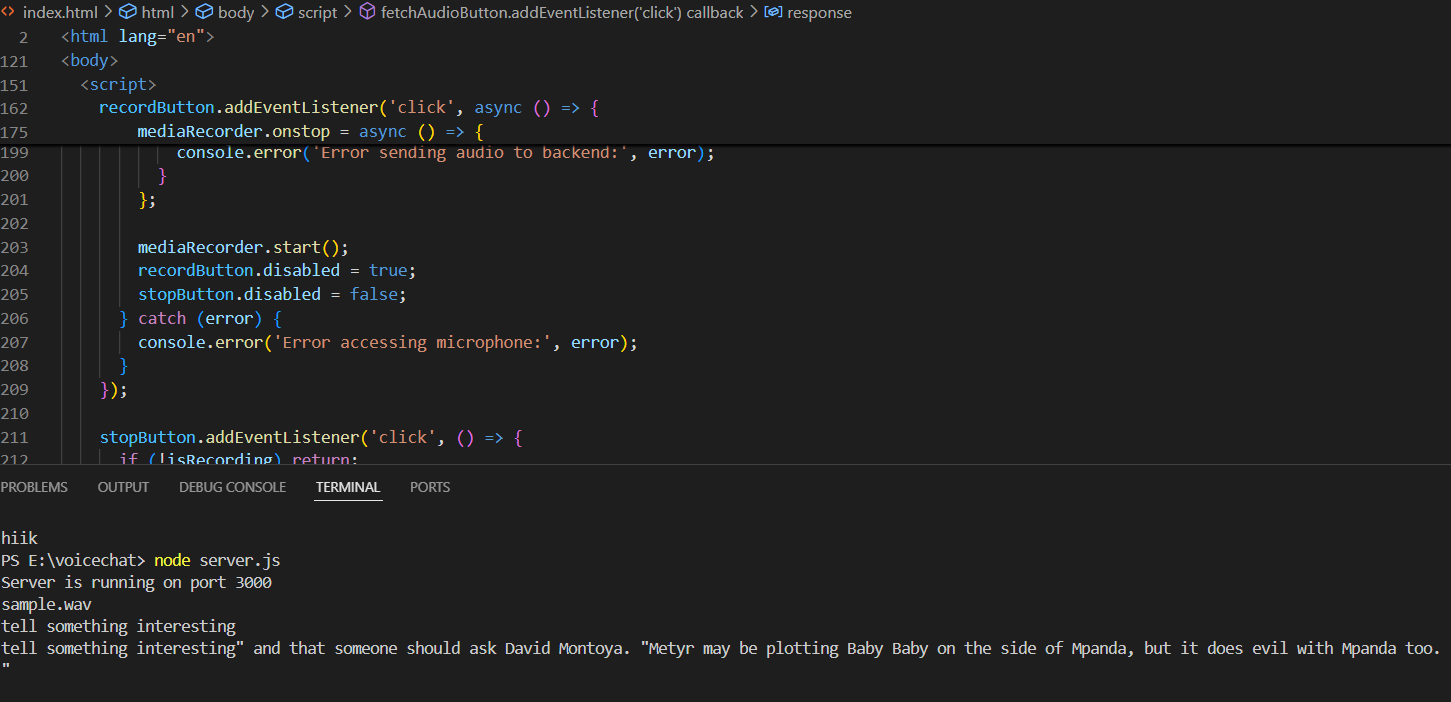 index.html > html > body > script > fetchAudioButton.addEventListener('click') callback > response
2 <html lang="en">
121 <body>
151 <script>
162 recordButton.addEventListener('click', async () => {
175 mediaRecorder.onstop = async () => {
199 console.error('Error sending audio to backend:', error);
200 }
201 };
202
203 mediaRecorder.start();
204 recordButton.disabled = true;
205 stopButton.disabled = false;
206 } catch (error) {
207 console.error('Error accessing microphone:', error);
208 }
209 });
210
211 stopButton.addEventListener('click', () => {
212 if (!isRecording) return;
PROBLEMS OUTPUT DEBUG CONSOLE TERMINAL PORTS
hiik
PS E:\voicechat> node server.js
Server is running on port 3000
sample.wav
tell something interesting
tell something interesting" and that someone should ask David Montoya. "Metyr may be plotting Baby Baby on the side of Mpanda, but it does evil with Mpanda too.
"